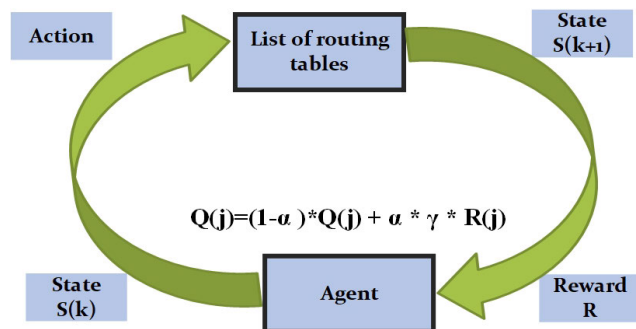 Action
List of routing
tables
State
S(k+1)
Q(j)=(1-α )*Q(j) + α * γ * R(j)
State
S(k)
Agent
Reward
R